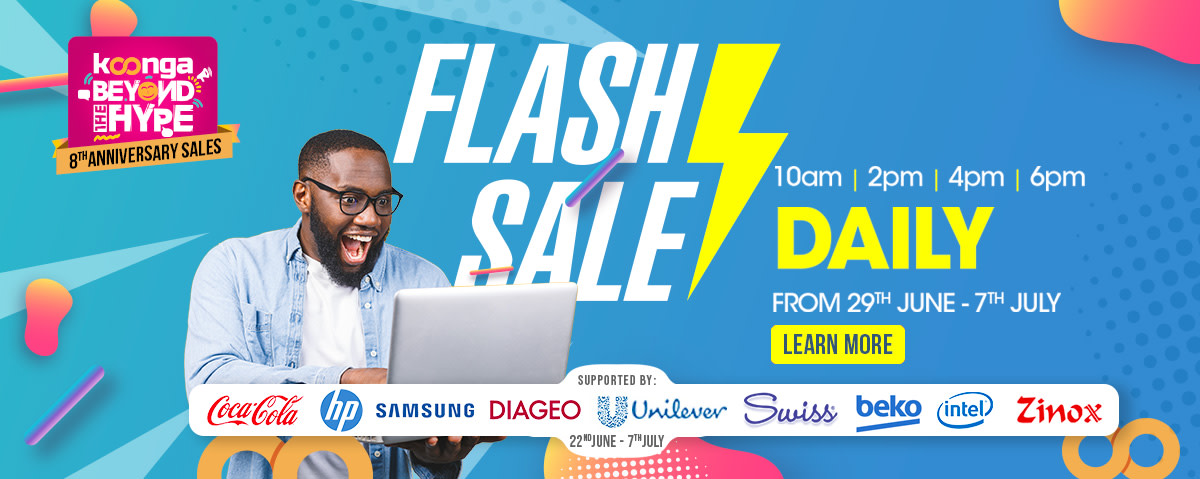 koonga
BEYOND
THE HYPE
8TH ANNIVERSARY SALES
FLASH
SALE
10am | 2pm | 4pm | 6pm
DAILY
FROM 29TH JUNE - 7TH JULY
LEARN MORE
SUPPORTED BY:
Coca-Cola hp SAMSUNG DIAGEO Unilever Swiss beko intel Zinox
22ND JUNE - 7TH JULY